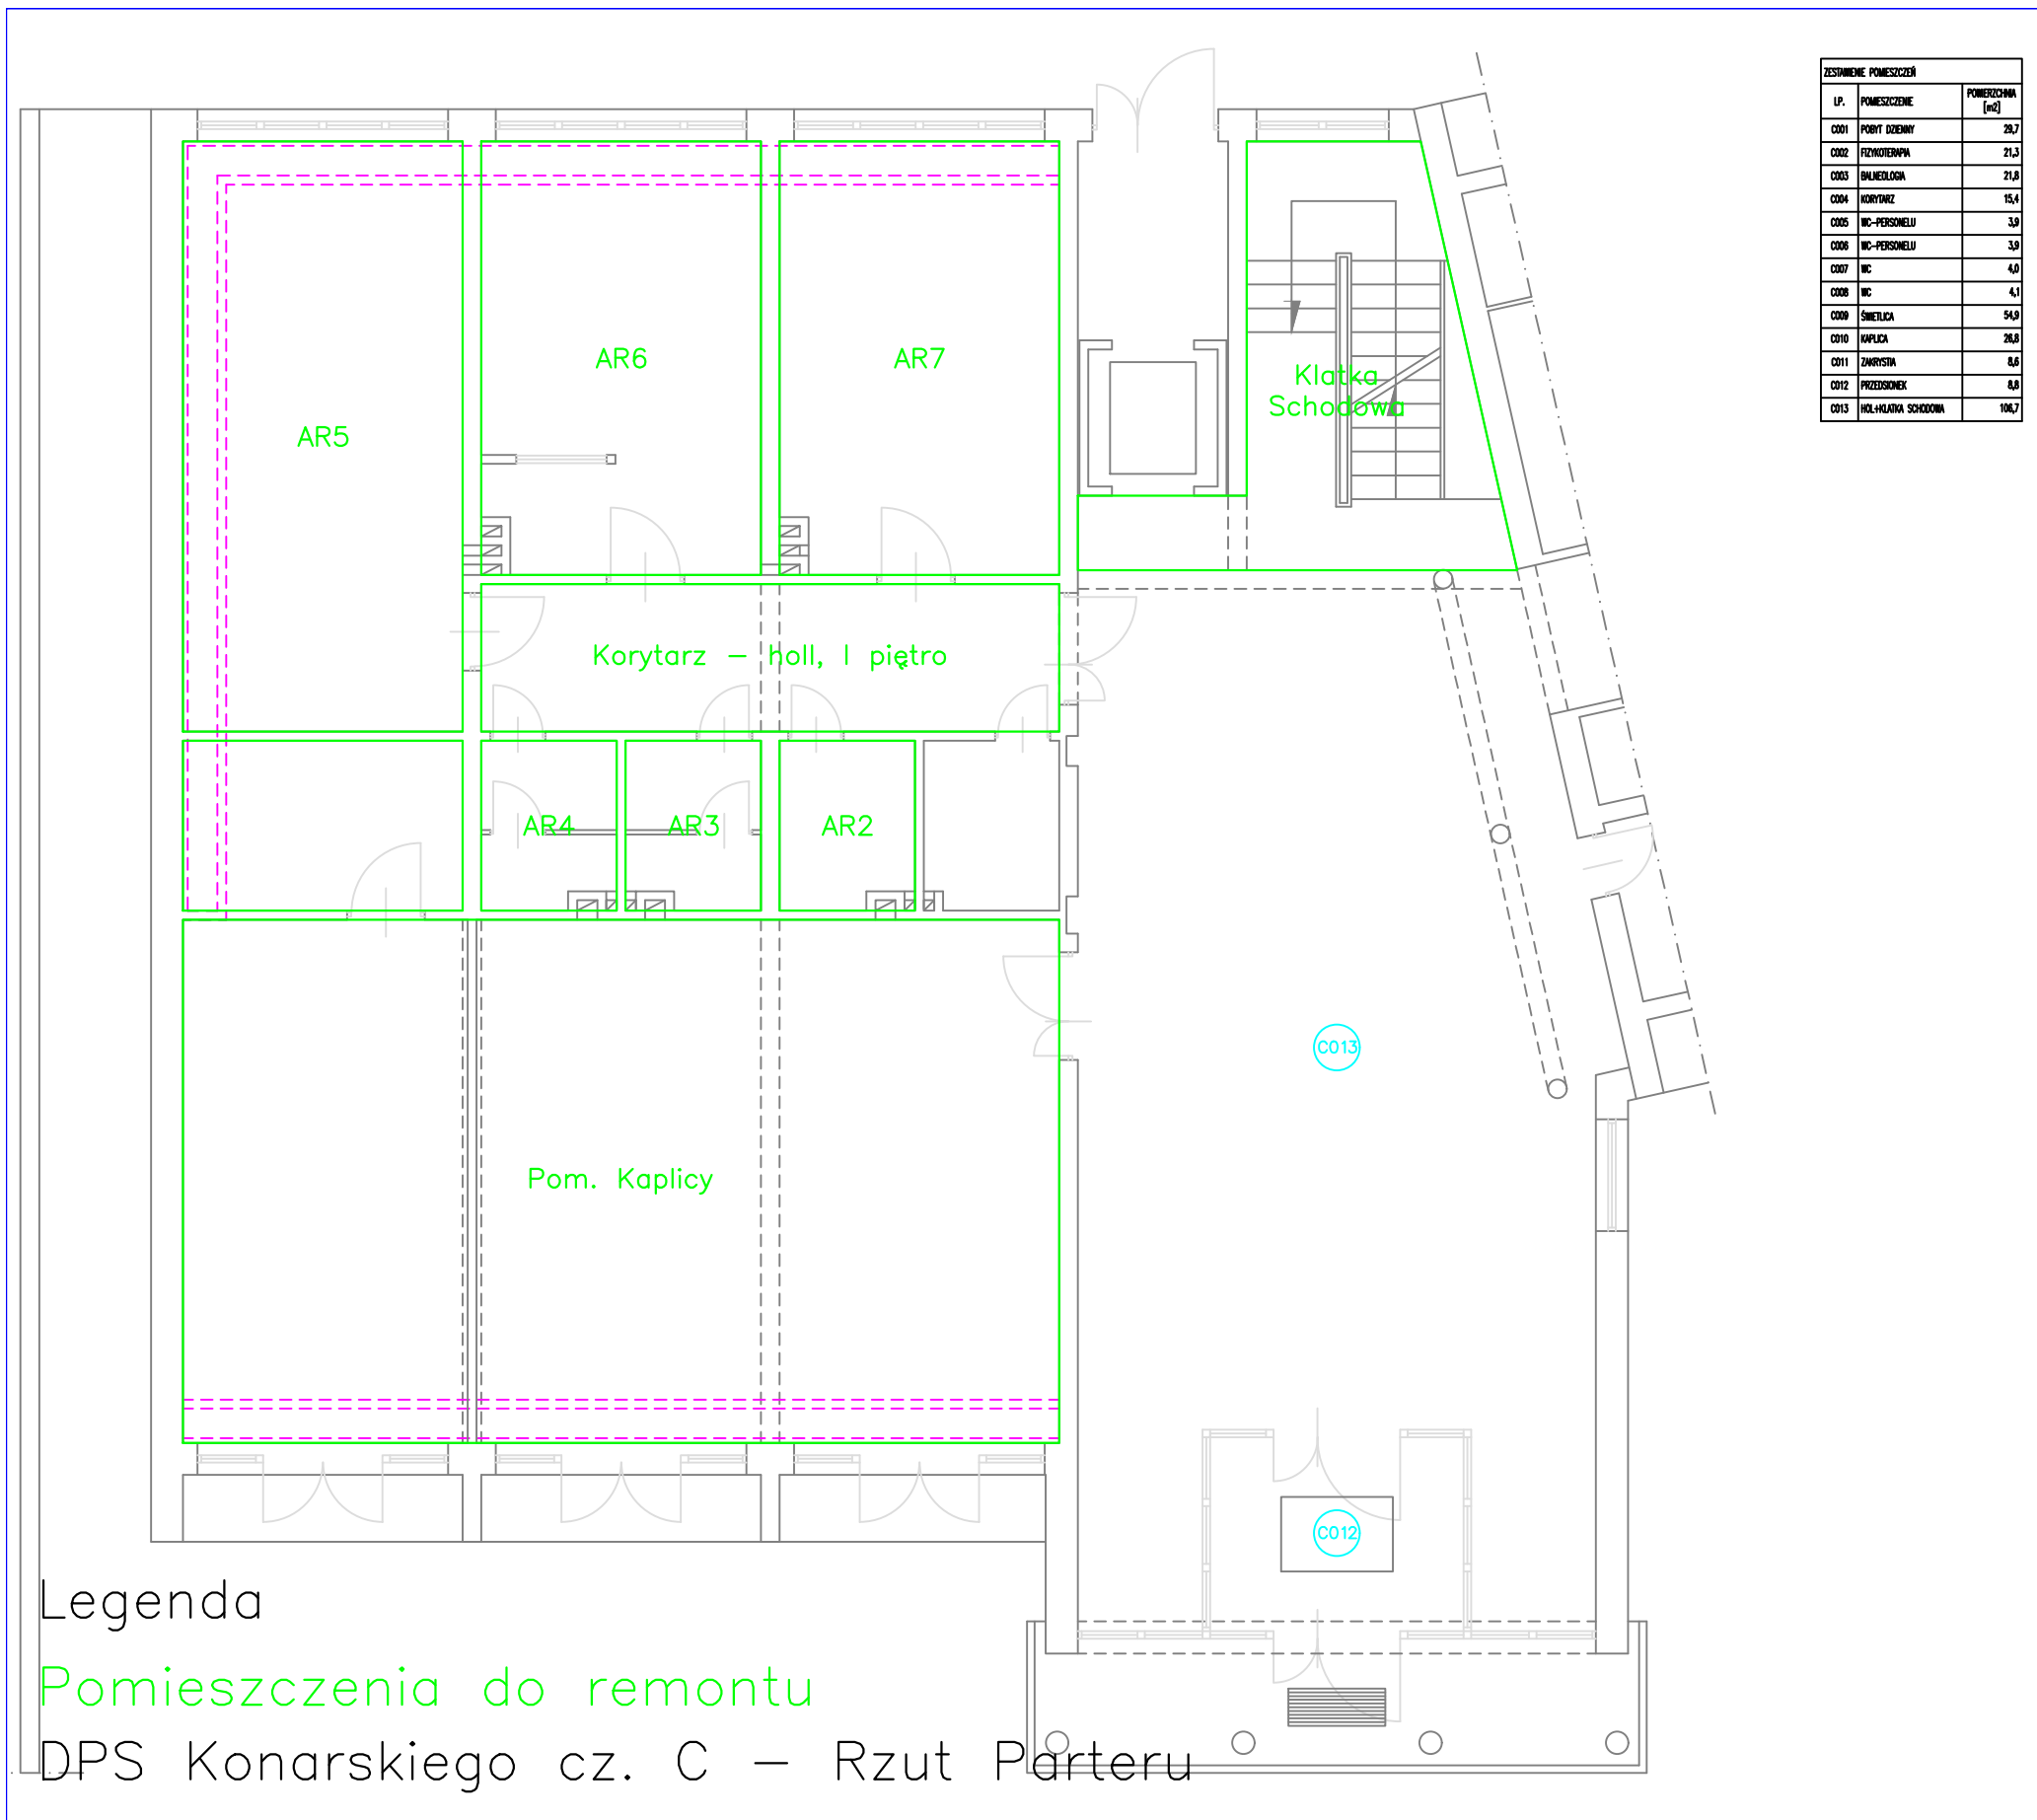 ZESTAWIENIE POMIESZCZEŃ
LP. POMIESZCZENIE POWIERZCHNIA [m2]
C001 POBYT DZIENNY 29,7
C002 FIZYKOTERAPIA 21,3
C003 BALNEOLOGIA 21,8
C004 KORYTARZ 15,4
C005 WC-PERSONELU 3,9
C006 WC-PERSONELU 3,9
C007 WC 4,0
C008 WC 4,1
C009 ŚWIETLICA 54,9
C010 KAPLICA 26,8
C011 ZAKRYSTIA 8,6
C012 PRZEDSIONEK 8,8
C013 HOL+KLATKA SCHODOWA 106,7
AR6
AR7
Klatka
Schodowa
AR5
Korytarz – holl, I piętro
AR4
AR3
AR2
C013
Pom. Kaplicy
C012
Legenda
Pomieszczenia do remontu
DPS Konarskiego cz. C – Rzut Parteru